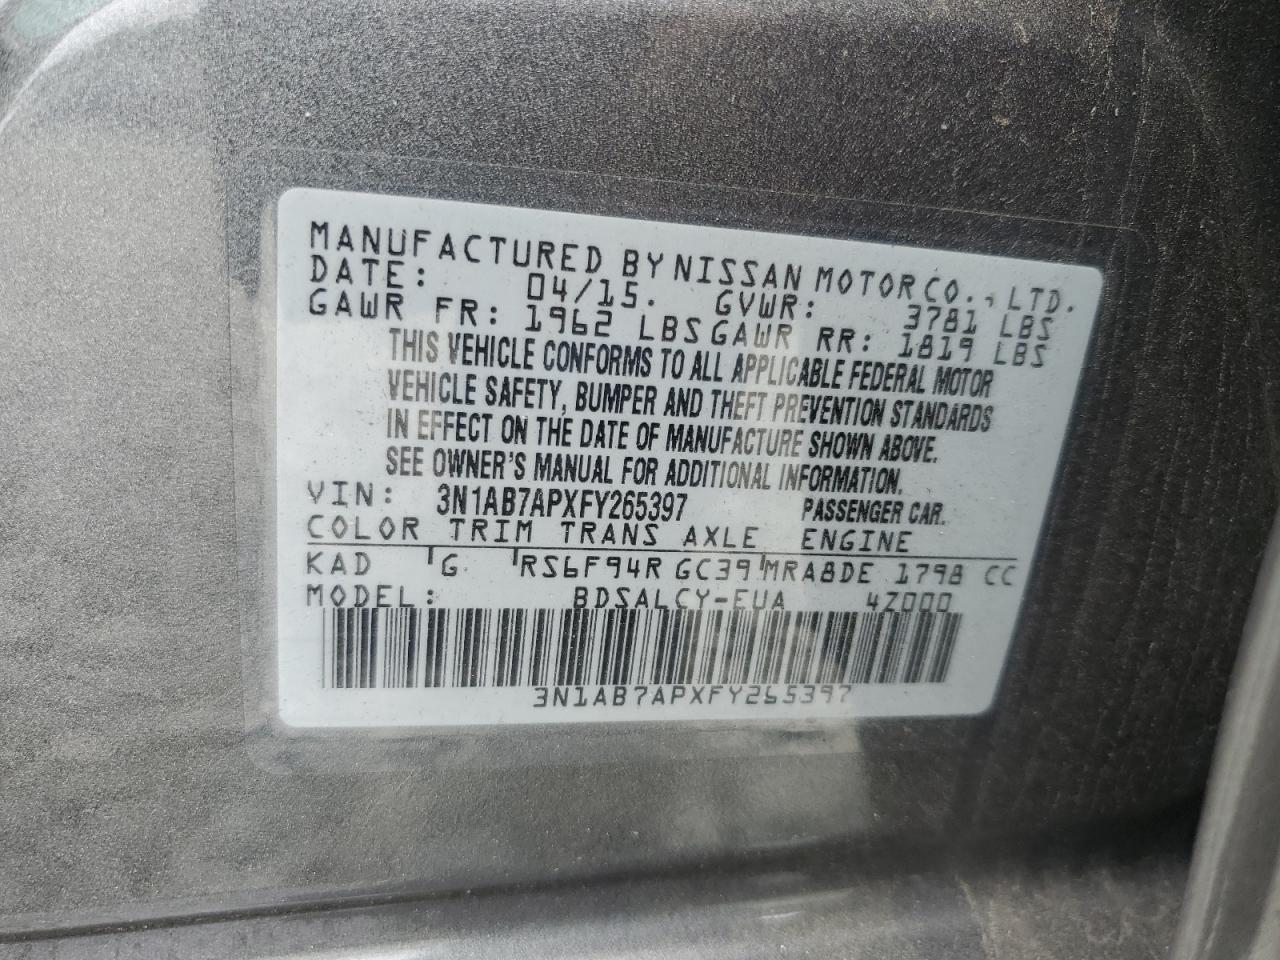 MANUFACTURED BY NISSAN MOTOR CO., LTD.
DATE: 04/15. GVWR: 3781 LBS
GAWR FR: 1962 LBS GAWR RR: 1819 LBS
THIS VEHICLE CONFORMS TO ALL APPLICABLE FEDERAL MOTOR
VEHICLE SAFETY, BUMPER AND THEFT PREVENTION STANDARDS
IN EFFECT ON THE DATE OF MANUFACTURE SHOWN ABOVE.
SEE OWNER'S MANUAL FOR ADDITIONAL INFORMATION.
VIN: 3N1AB7APXFY265397 PASSENGER CAR.
COLOR TRIM TRANS AXLE ENGINE
KAD G RS6F94R GC39 MRA8DE 1798 CC
MODEL: BDSALCY-EUA 4Z000
3N1AB7APXFY265397